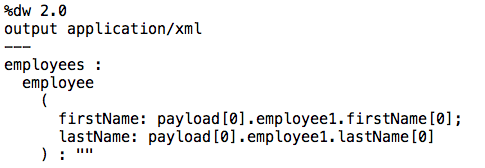 %dw 2.0
output application/xml
---
employees :
  employee
    (
      firstName: payload[0].employee1.firstName[0];
      lastName: payload[0].employee1.lastName[0]
    ) : ""